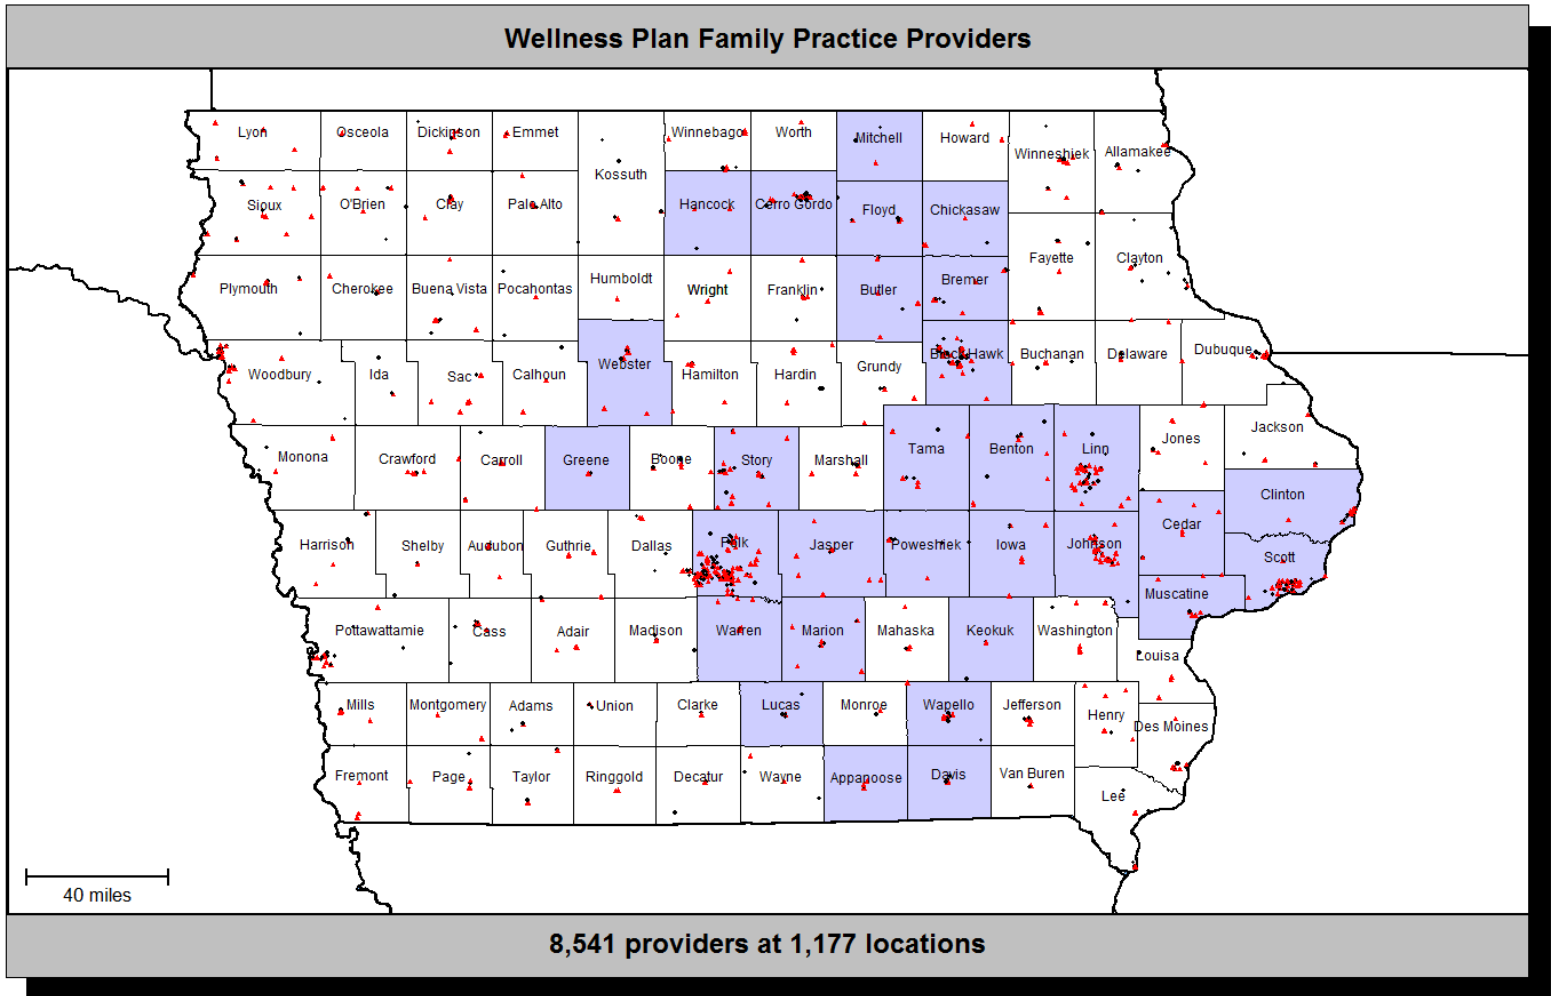 Wellness Plan Family Practice Providers
Lyon Osceola Dickinson Emmet Kossuth Winnebago Worth Mitchell Howard Winneshiek Allamakee
Sioux O'Brien Clay Palo Alto Hancock Cerro Gordo Floyd Chickasaw Fayette Clayton
Plymouth Cherokee Buena Vista Pocahontas Humboldt Wright Franklin Butler Bremer
Woodbury Ida Sac Calhoun Webster Hamilton Hardin Grundy Black Hawk Buchanan Delaware Dubuque
Monona Crawford Carroll Greene Boone Story Marshall Tama Benton Linn Jones Jackson
Clinton
Harrison Shelby Audubon Guthrie Dallas Polk Jasper Poweshiek Iowa Johnson Cedar Scott
Muscatine
Pottawattamie Cass Adair Madison Warren Marion Mahaska Keokuk Washington Louisa
Mills Montgomery Adams Union Clarke Lucas Monroe Wapello Jefferson Henry Des Moines
Fremont Page Taylor Ringgold Decatur Wayne Appanoose Davis Van Buren Lee
40 miles
8,541 providers at 1,177 locations